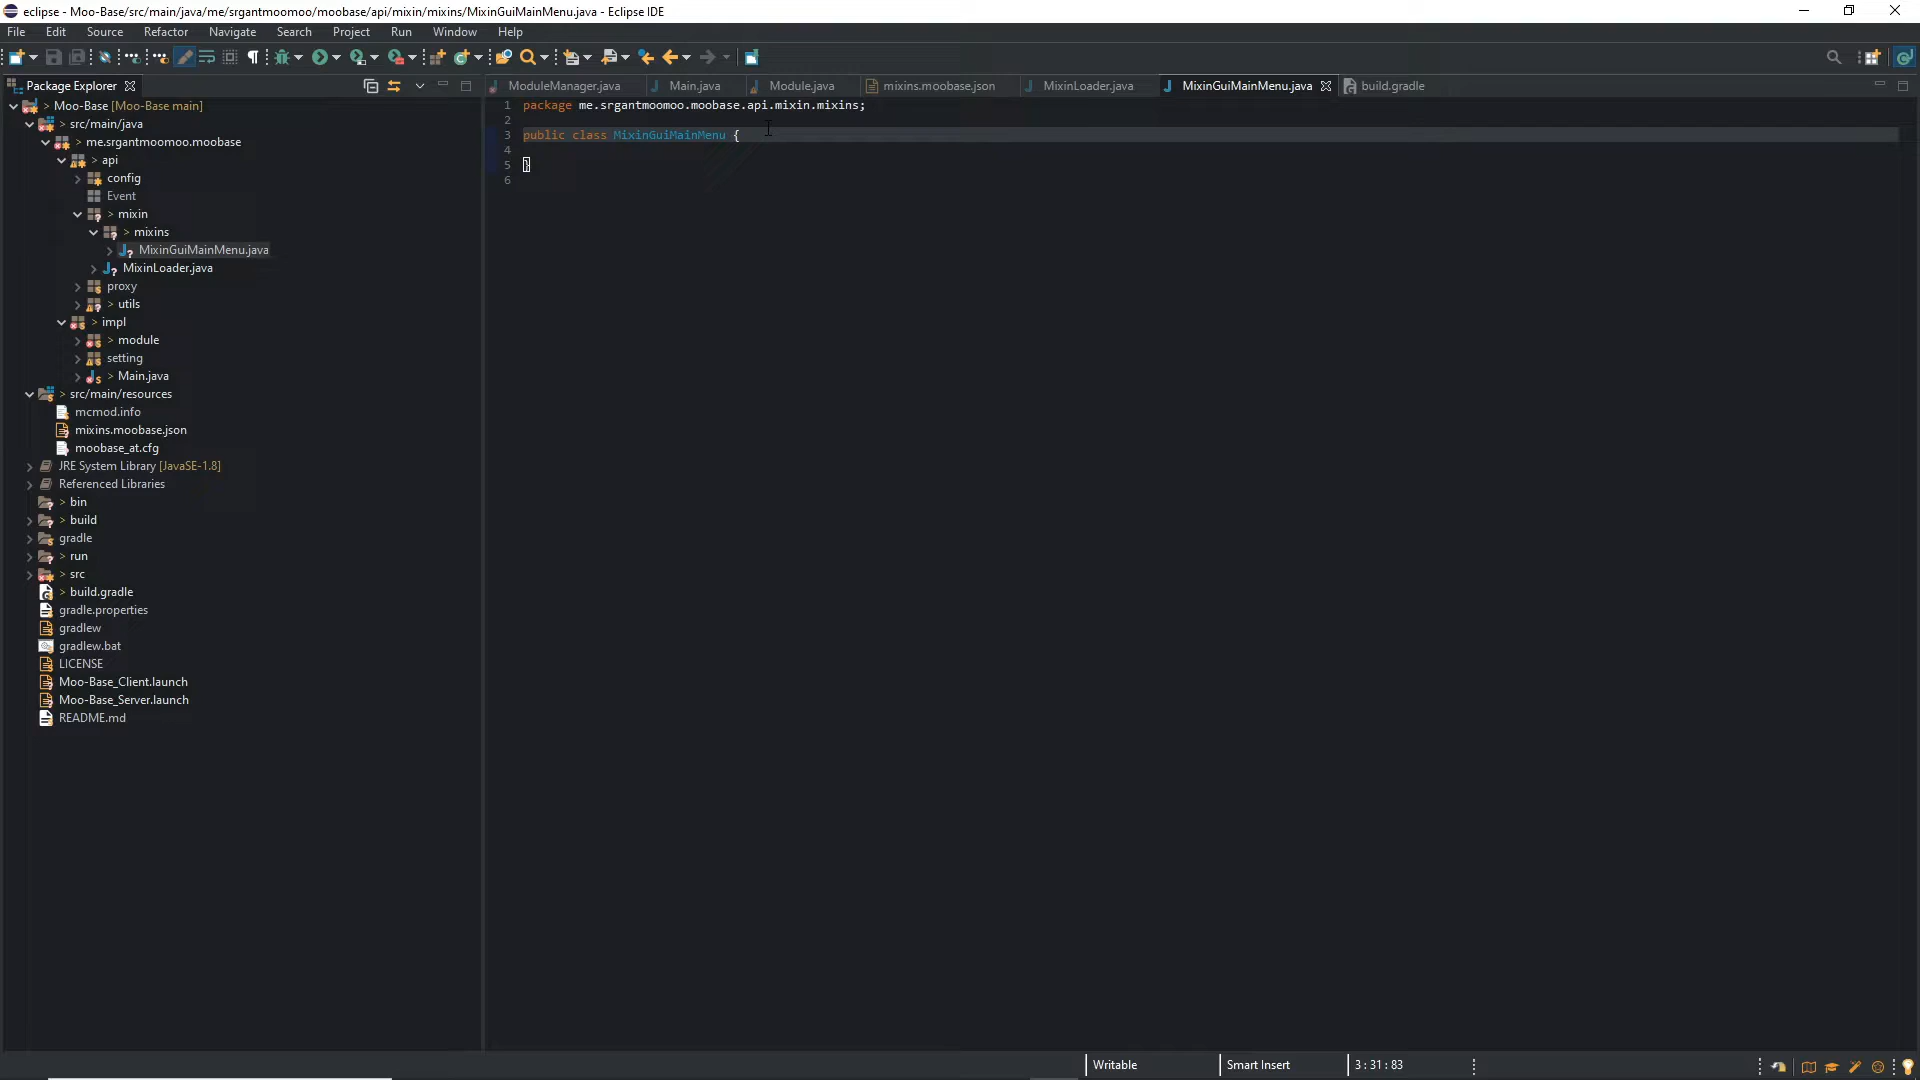 eclipse - Moo-Base/src/main/java/me/srgantmoomoo/moobase/api/mixin/mixins/MixinGuiMainMenu.java - Eclipse IDE
File Edit Source Refactor Navigate Search Project Run Window Help
Package Explorer
ModuleManager.java Main.java Module.java mixins.moobase.json MixinLoader.java MixinGuiMainMenu.java build.gradle
> Moo-Base [Moo-Base main]
> src/main/java
> me.srgantmoomoo.moobase
> api
config
Event
> mixin
> mixins
MixinGuiMainMenu.java
MixinLoader.java
proxy
> utils
> impl
> module
setting
> Main.java
> src/main/resources
mcmod.info
mixins.moobase.json
moobase_at.cfg
JRE System Library [JavaSE-1.8]
Referenced Libraries
> bin
> build
gradle
> run
> src
> build.gradle
gradle.properties
gradlew
gradlew.bat
LICENSE
Moo-Base_Client.launch
Moo-Base_Server.launch
README.md
1 package me.srgantmoomoo.moobase.api.mixin.mixins;
2
3 public class MixinGuiMainMenu {
4
5 }
6
Writable Smart Insert 3 : 31 : 83